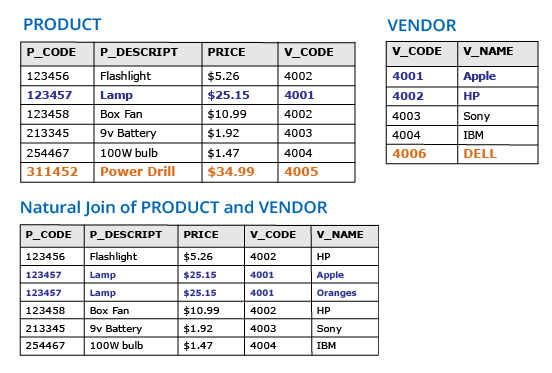 PRODUCT
P_CODE P_DESCRIPT PRICE V_CODE
123456 Flashlight $5.26 4002
123457 Lamp $25.15 4001
123458 Box Fan $10.99 4002
213345 9v Battery $1.92 4003
254467 100W bulb $1.47 4004
311452 Power Drill $34.99 4005
VENDOR
V_CODE V_NAME
4001 Apple
4002 HP
4003 Sony
4004 IBM
4006 DELL
Natural Join of PRODUCT and VENDOR
P_CODE P_DESCRIPT PRICE V_CODE V_NAME
123456 Flashlight $5.26 4002 HP
123457 Lamp $25.15 4001 Apple
123457 Lamp $25.15 4001 Oranges
123458 Box Fan $10.99 4002 HP
213345 9v Battery $1.92 4003 Sony
254467 100W bulb $1.47 4004 IBM